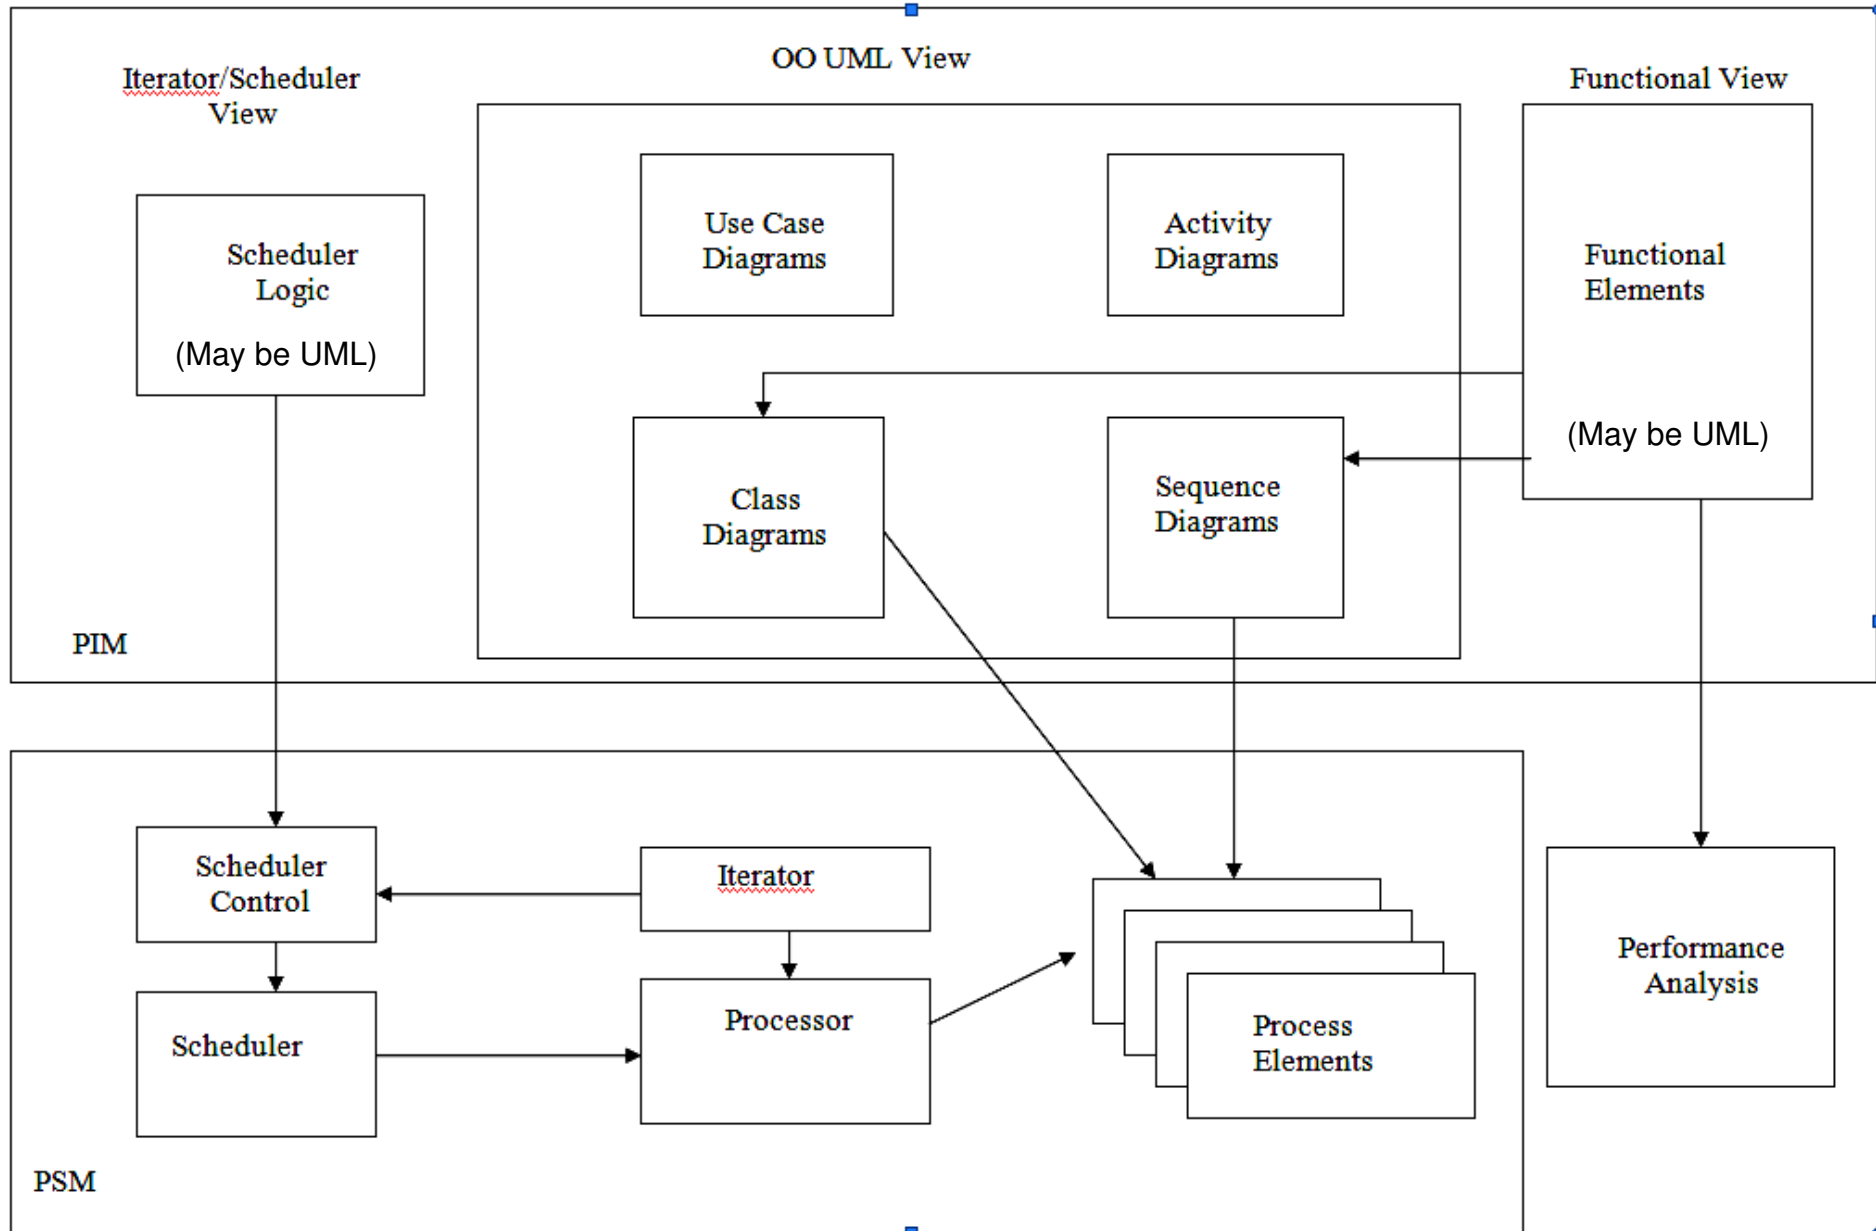 OO UML View
Iterator/Scheduler
View
Functional View
Use Case
Diagrams
Activity
Diagrams
Scheduler
Logic
(May be UML)
Functional
Elements
(May be UML)
Class
Diagrams
Sequence
Diagrams
PIM
Scheduler
Control
Iterator
Performance
Analysis
Scheduler
Processor
Process
Elements
PSM